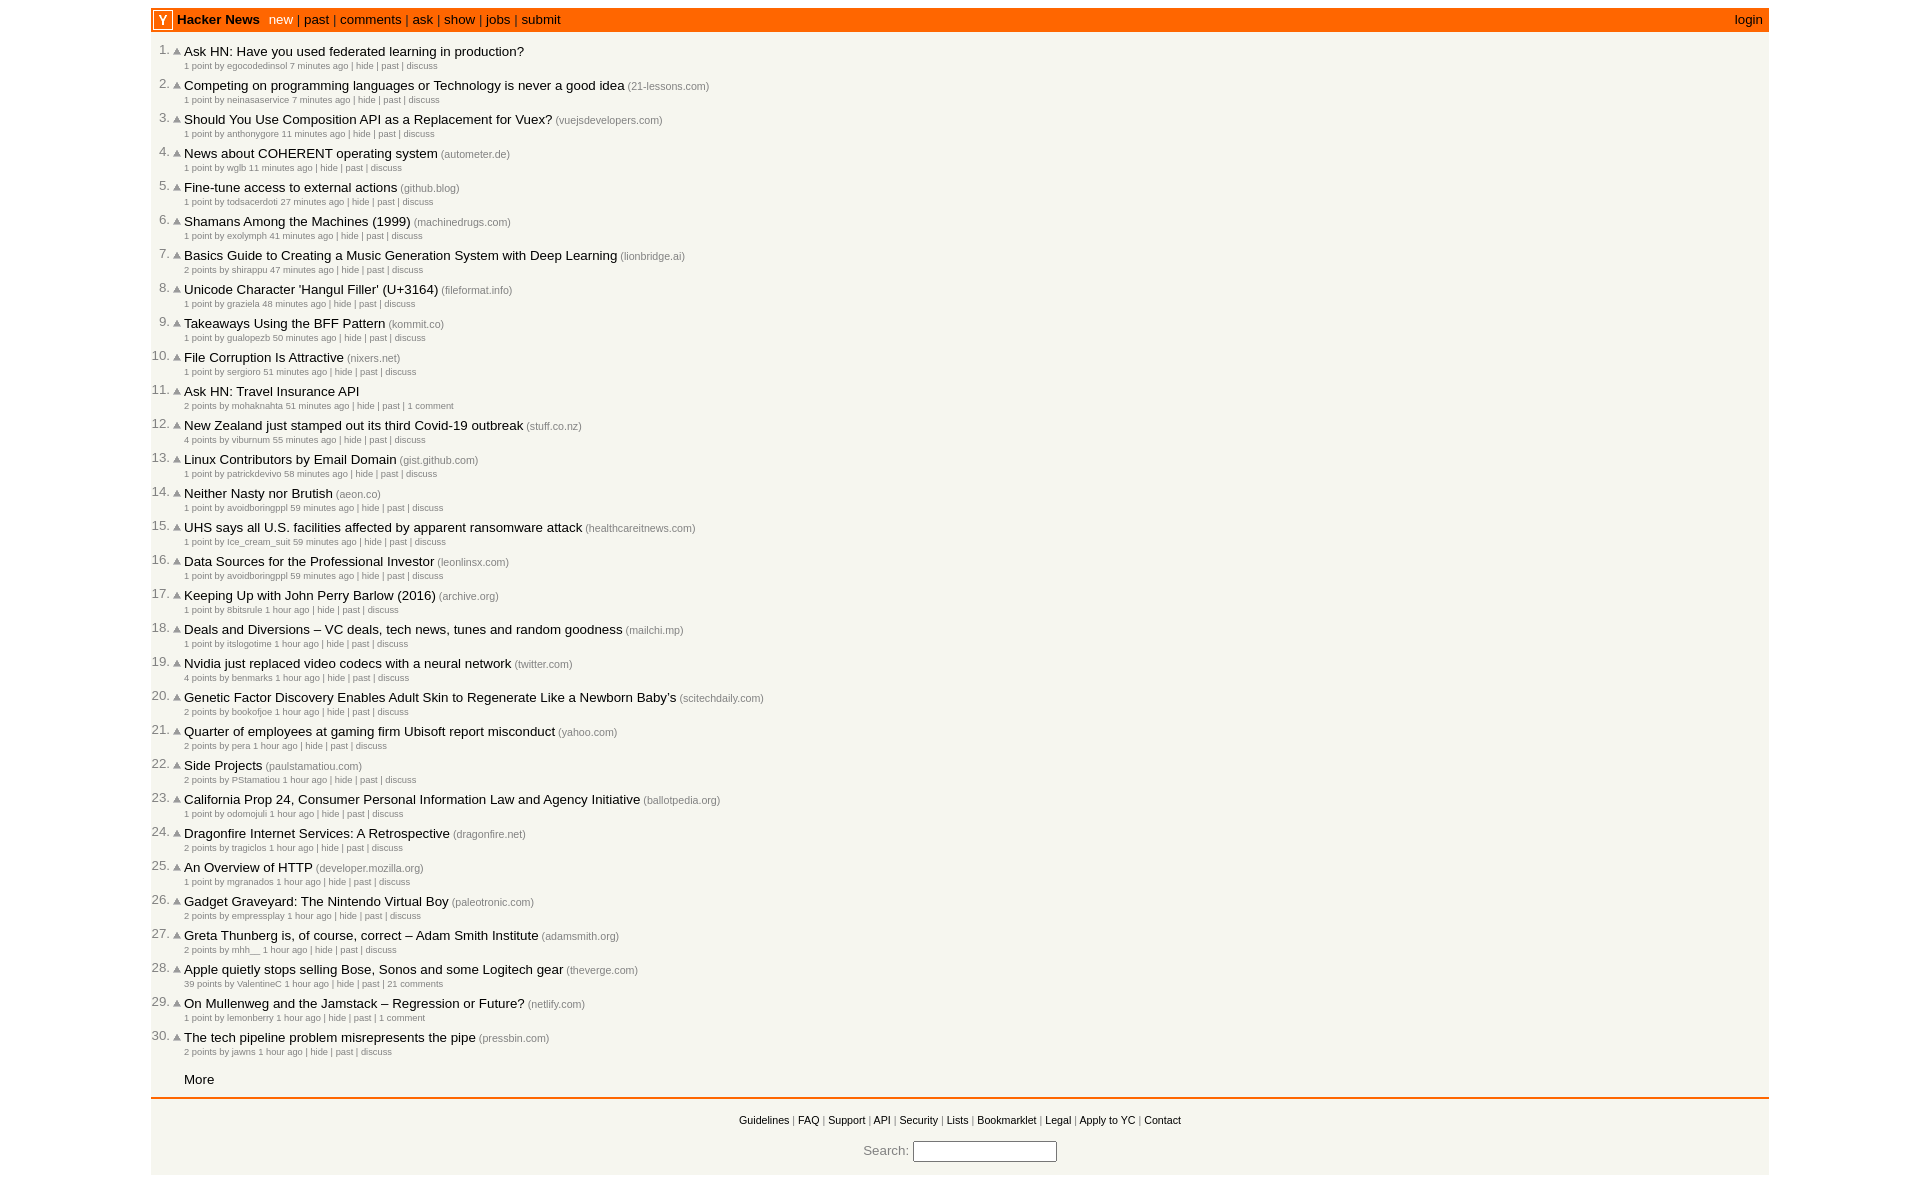 Y Hacker News new | past | comments | ask | show | jobs | submit login
1. Ask HN: Have you used federated learning in production?
1 point by egocodedinsol 7 minutes ago | hide | past | discuss
2. Competing on programming languages or Technology is never a good idea (21-lessons.com)
1 point by neinasaservice 7 minutes ago | hide | past | discuss
3. Should You Use Composition API as a Replacement for Vuex? (vuejsdevelopers.com)
1 point by anthonygore 11 minutes ago | hide | past | discuss
4. News about COHERENT operating system (autometer.de)
1 point by wglb 11 minutes ago | hide | past | discuss
5. Fine-tune access to external actions (github.blog)
1 point by todsacerdoti 27 minutes ago | hide | past | discuss
6. Shamans Among the Machines (1999) (machinedrugs.com)
1 point by exolymph 41 minutes ago | hide | past | discuss
7. Basics Guide to Creating a Music Generation System with Deep Learning (lionbridge.ai)
2 points by shirappu 47 minutes ago | hide | past | discuss
8. Unicode Character 'Hangul Filler' (U+3164) (fileformat.info)
1 point by graziela 48 minutes ago | hide | past | discuss
9. Takeaways Using the BFF Pattern (kommit.co)
1 point by gualopezb 50 minutes ago | hide | past | discuss
10. File Corruption Is Attractive (nixers.net)
1 point by sergioro 51 minutes ago | hide | past | discuss
11. Ask HN: Travel Insurance API
2 points by mohaknahta 51 minutes ago | hide | past | 1 comment
12. New Zealand just stamped out its third Covid-19 outbreak (stuff.co.nz)
4 points by viburnum 55 minutes ago | hide | past | discuss
13. Linux Contributors by Email Domain (gist.github.com)
1 point by patrickdevivo 58 minutes ago | hide | past | discuss
14. Neither Nasty nor Brutish (aeon.co)
1 point by avoidboringppl 59 minutes ago | hide | past | discuss
15. UHS says all U.S. facilities affected by apparent ransomware attack (healthcareitnews.com)
1 point by Ice_cream_suit 59 minutes ago | hide | past | discuss
16. Data Sources for the Professional Investor (leonlinsx.com)
1 point by avoidboringppl 59 minutes ago | hide | past | discuss
17. Keeping Up with John Perry Barlow (2016) (archive.org)
1 point by 8bitsrule 1 hour ago | hide | past | discuss
18. Deals and Diversions – VC deals, tech news, tunes and random goodness (mailchi.mp)
1 point by itslogotime 1 hour ago | hide | past | discuss
19. Nvidia just replaced video codecs with a neural network (twitter.com)
4 points by benmarks 1 hour ago | hide | past | discuss
20. Genetic Factor Discovery Enables Adult Skin to Regenerate Like a Newborn Baby’s (scitechdaily.com)
2 points by bookofjoe 1 hour ago | hide | past | discuss
21. Quarter of employees at gaming firm Ubisoft report misconduct (yahoo.com)
2 points by pera 1 hour ago | hide | past | discuss
22. Side Projects (paulstamatiou.com)
2 points by PStamatiou 1 hour ago | hide | past | discuss
23. California Prop 24, Consumer Personal Information Law and Agency Initiative (ballotpedia.org)
1 point by odomojuli 1 hour ago | hide | past | discuss
24. Dragonfire Internet Services: A Retrospective (dragonfire.net)
2 points by tragiclos 1 hour ago | hide | past | discuss
25. An Overview of HTTP (developer.mozilla.org)
1 point by mgranados 1 hour ago | hide | past | discuss
26. Gadget Graveyard: The Nintendo Virtual Boy (paleotronic.com)
2 points by empressplay 1 hour ago | hide | past | discuss
27. Greta Thunberg is, of course, correct – Adam Smith Institute (adamsmith.org)
2 points by mhh__ 1 hour ago | hide | past | discuss
28. Apple quietly stops selling Bose, Sonos and some Logitech gear (theverge.com)
39 points by ValentineC 1 hour ago | hide | past | 21 comments
29. On Mullenweg and the Jamstack – Regression or Future? (netlify.com)
1 point by lemonberry 1 hour ago | hide | past | 1 comment
30. The tech pipeline problem misrepresents the pipe (pressbin.com)
2 points by jawns 1 hour ago | hide | past | discuss
More
Guidelines | FAQ | Support | API | Security | Lists | Bookmarklet | Legal | Apply to YC | Contact
Search: